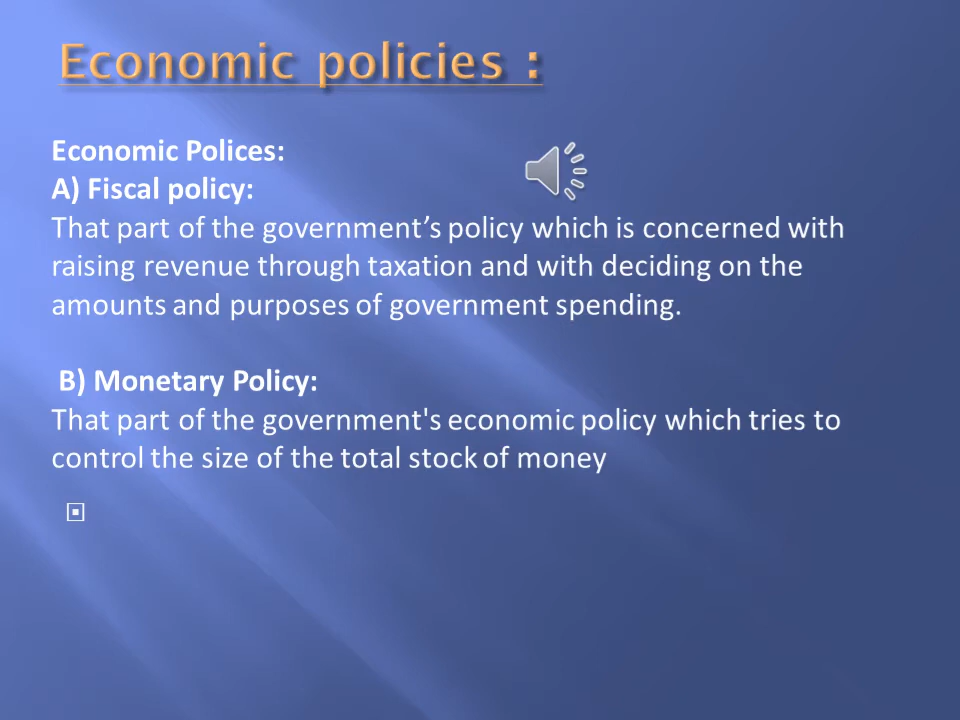 Economic policies :
Economic Polices:
A) Fiscal policy:
That part of the government’s policy which is concerned with
raising revenue through taxation and with deciding on the
amounts and purposes of government spending.
B) Monetary Policy:
That part of the government's economic policy which tries to
control the size of the total stock of money